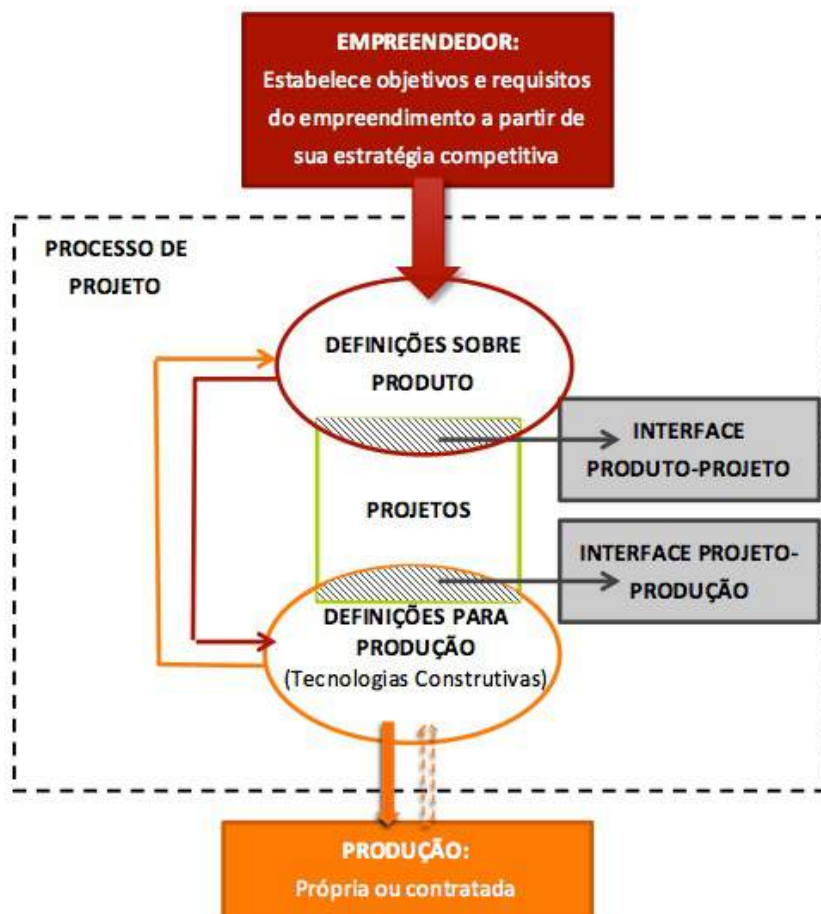 EMPREENDEDOR:
Estabelece objetivos e requisitos
do empreendimento a partir de
sua estratégia competitiva
PROCESSO DE
PROJETO
DEFINIÇÕES SOBRE
PRODUTO
INTERFACE
PRODUTO-PROJETO
PROJETOS
INTERFACE PROJETO-
PRODUÇÃO
DEFINIÇÕES PARA
PRODUÇÃO
(Tecnologias Construtivas)
PRODUÇÃO:
Própria ou contratada